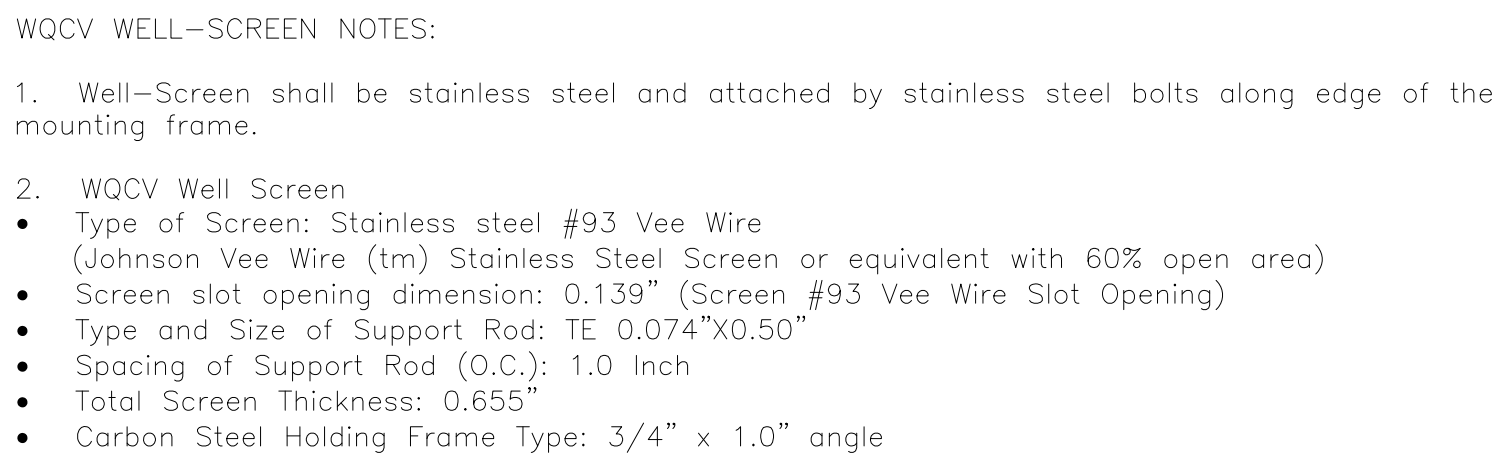 WQCV WELL-SCREEN NOTES:
1. Well-Screen shall be stainless steel and attached by stainless steel bolts along edge of the
mounting frame.
2. WQCV Well Screen
• Type of Screen: Stainless steel #93 Vee Wire
(Johnson Vee Wire (tm) Stainless Steel Screen or equivalent with 60% open area)
• Screen slot opening dimension: 0.139" (Screen #93 Vee Wire Slot Opening)
• Type and Size of Support Rod: TE 0.074"X0.50"
• Spacing of Support Rod (O.C.): 1.0 Inch
• Total Screen Thickness: 0.655"
• Carbon Steel Holding Frame Type: 3/4" x 1.0" angle